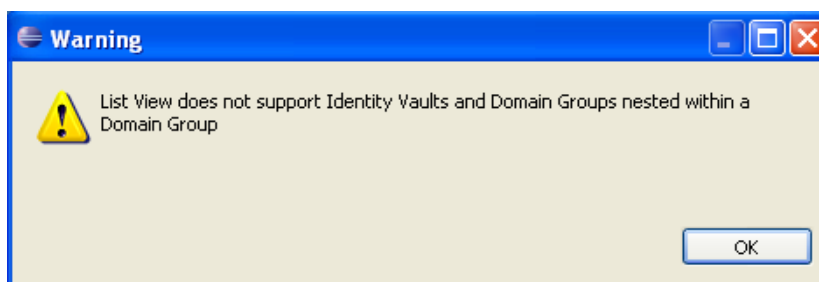 Warning
List View does not support Identity Vaults and Domain Groups nested within a
Domain Group
OK